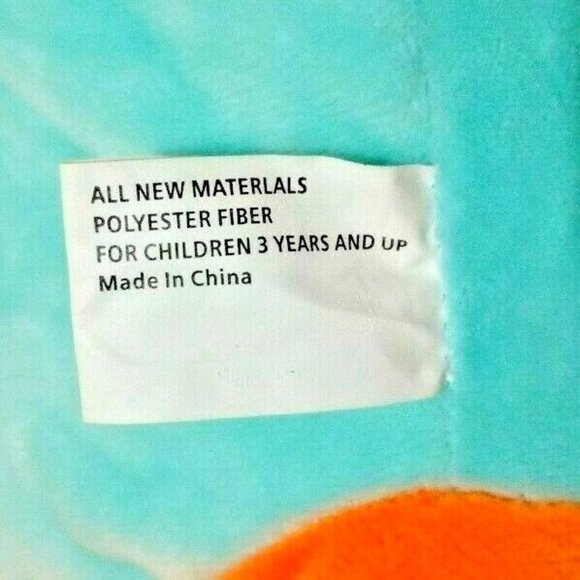 ALL NEW MATERLALS
POLYESTER FIBER
FOR CHILDREN 3 YEARS AND UP
Made In China